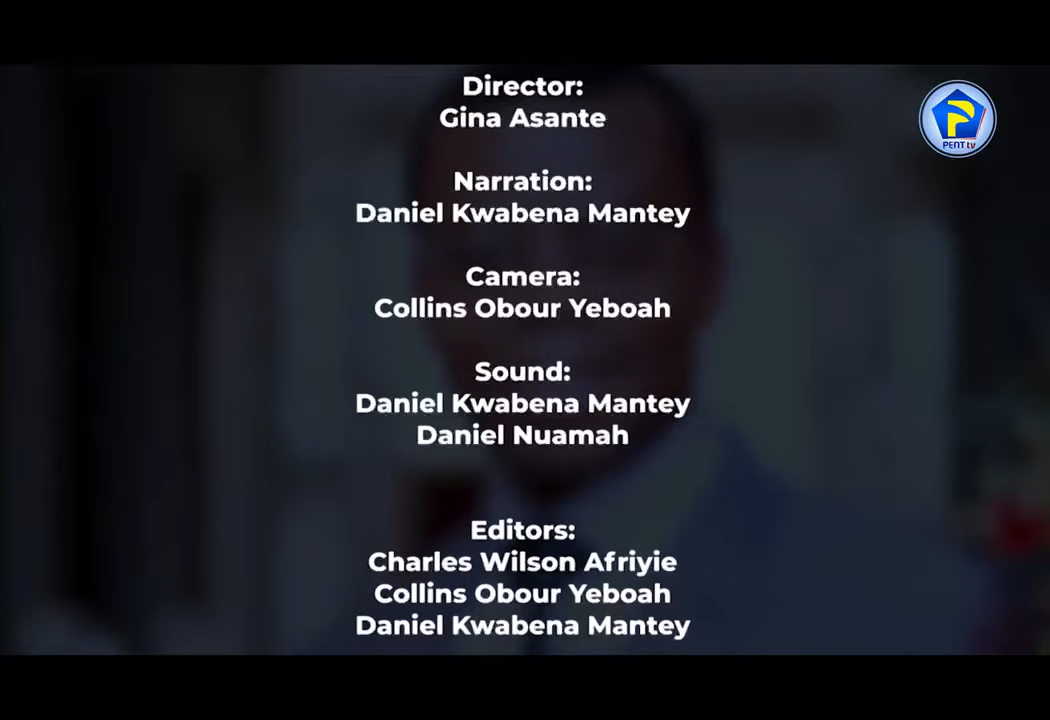 Director:
Gina Asante
Narration:
Daniel Kwabena Mantey
Camera:
Collins Obour Yeboah
Sound:
Daniel Kwabena Mantey
Daniel Nuamah
Editors:
Charles Wilson Afriyie
Collins Obour Yeboah
Daniel Kwabena Mantey
PENT tv